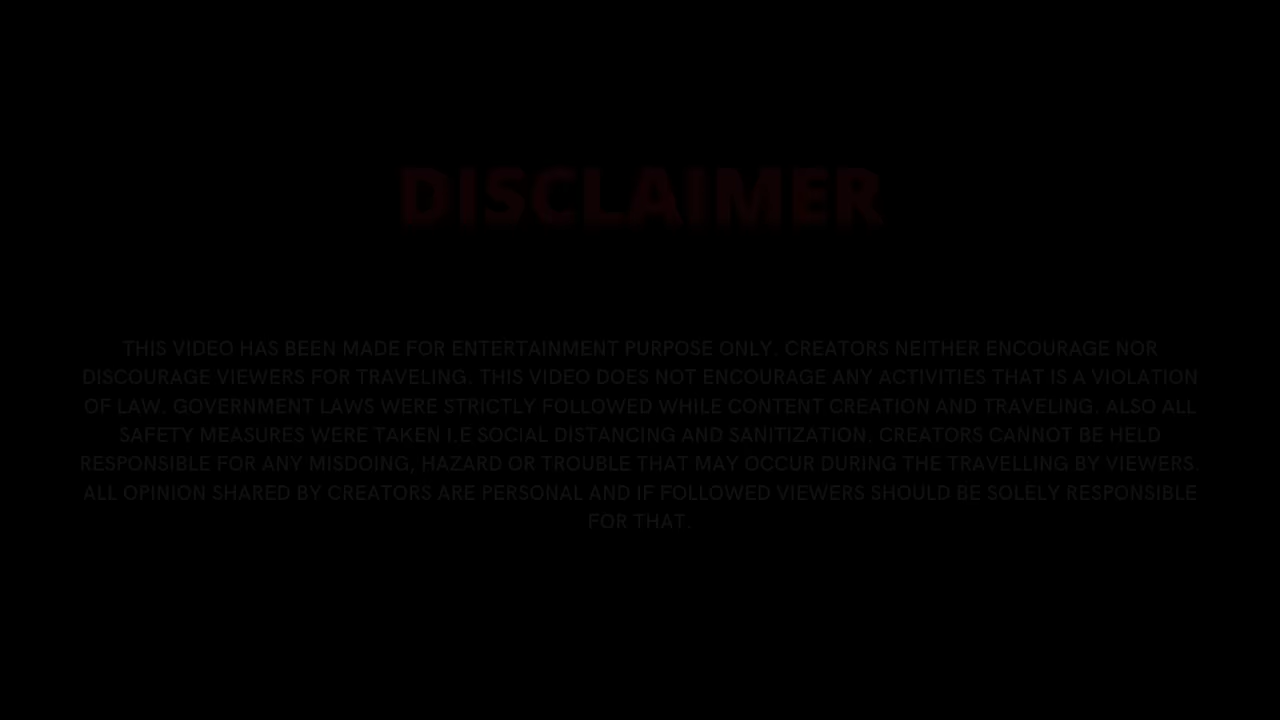 DISCLAIMER
THIS VIDEO HAS BEEN MADE FOR ENTERTAINMENT PURPOSE ONLY. CREATORS NEITHER ENCOURAGE NOR
DISCOURAGE VIEWERS FOR TRAVELING. THIS VIDEO DOES NOT ENCOURAGE ANY ACTIVITIES THAT IS A VIOLATION
OF LAW. GOVERNMENT LAWS WERE STRICTLY FOLLOWED WHILE CONTENT CREATION AND TRAVELING. ALSO ALL
SAFETY MEASURES WERE TAKEN I.E SOCIAL DISTANCING AND SANITIZATION. CREATORS CANNOT BE HELD
RESPONSIBLE FOR ANY MISDOING, HAZARD OR TROUBLE THAT MAY OCCUR DURING THE TRAVELLING BY VIEWERS.
ALL OPINION SHARED BY CREATORS ARE PERSONAL AND IF FOLLOWED VIEWERS SHOULD BE SOLELY RESPONSIBLE
FOR THAT.